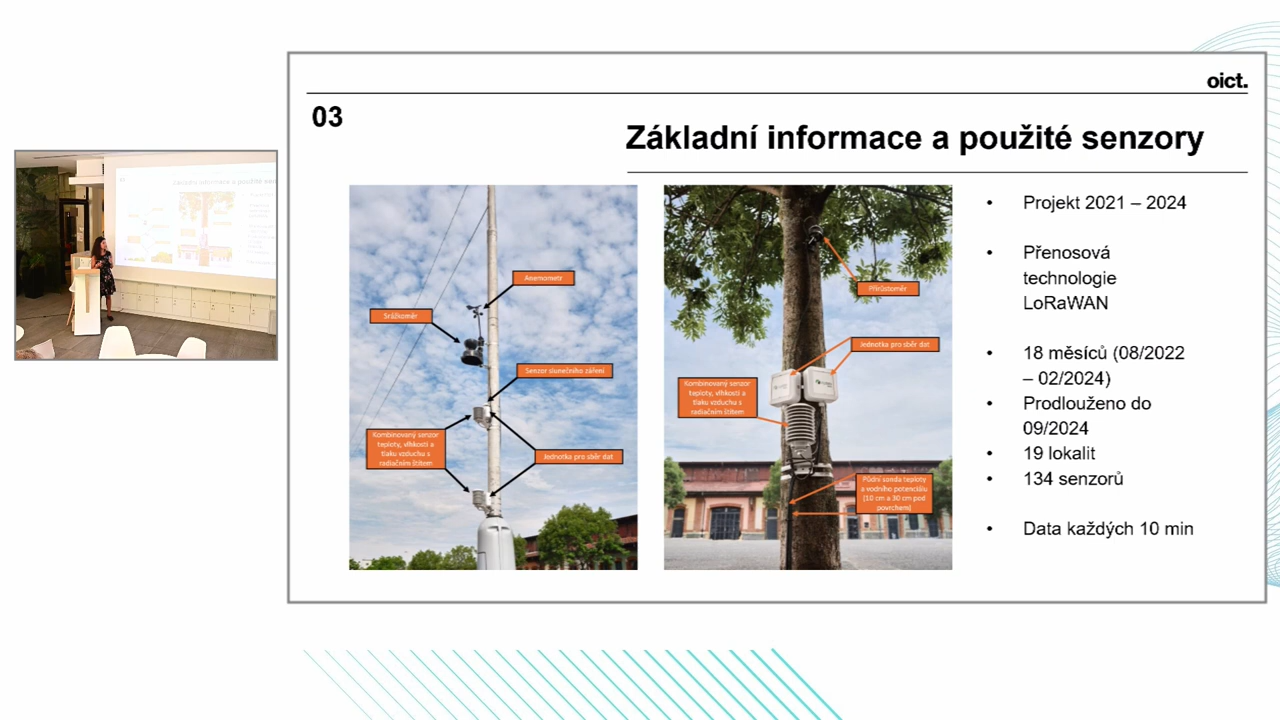 oict.
03
Základní informace a použité senzory
Anemometr
Srážkoměr
Senzor slunečního záření
Kombinovaný senzor
teploty, vlhkosti a
tlaku vzduchu s
radiačním štítem
Jednotka pro sběr dat
Přírůstoměr
Jednotka pro sběr dat
Kombinovaný senzor
teploty, vlhkosti a
tlaku vzduchu s
radiačním štítem
Půdní sonda teploty
a vodního potenciálu
(10 cm a 30 cm pod
povrchem)
• Projekt 2021 – 2024
• Přenosová
technologie
LoRaWAN
• 18 měsíců (08/2022
– 02/2024)
• Prodlouženo do
09/2024
• 19 lokalit
• 134 senzorů
• Data každých 10 min